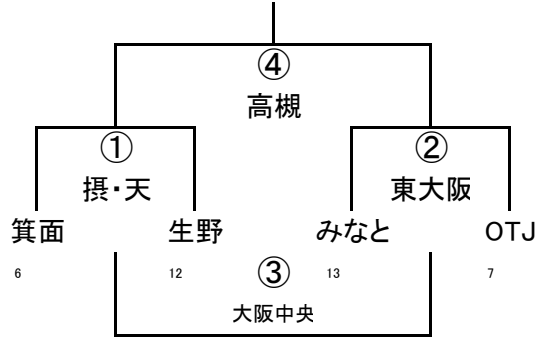 ④
高槻
① ②
摂・天 東大阪
箕面 生野 みなと OTJ
6 12 ③ 13 7
大阪中央